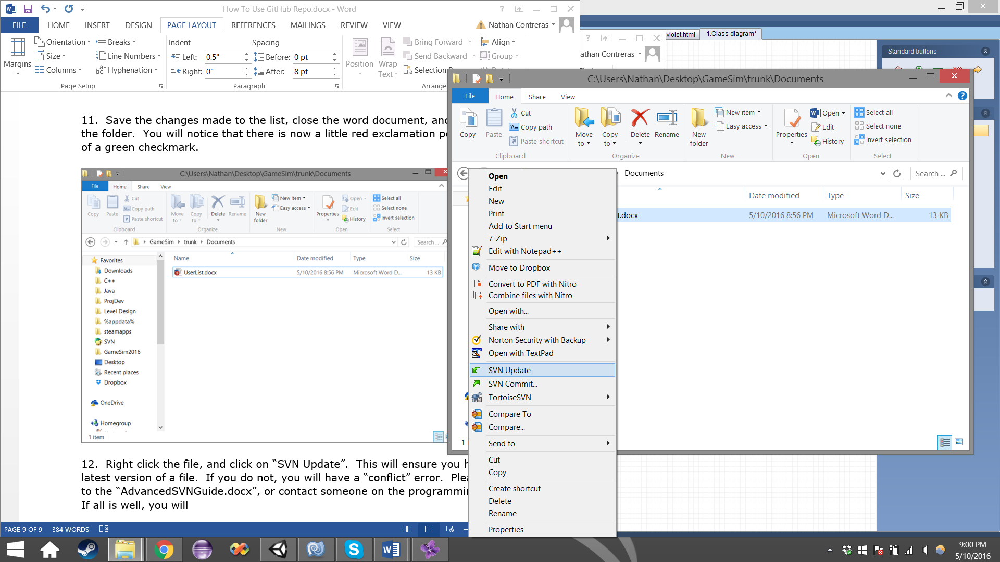 How To Use GitHub Repo.docx - Word
FILE HOME INSERT DESIGN PAGE LAYOUT REFERENCES MAILINGS REVIEW VIEW Nathan Contreras
Margins Orientation Size Columns Breaks Line Numbers Hyphenation
Page Setup
Indent Spacing
Left: 0.5" Before: 0 pt
Right: 0" After: 8 pt
Paragraph
Position Wrap Text Bring Forward Send Backward Selection Align Group
Arrange
11. Save the changes made to the list, close the word document, and
the folder. You will notice that there is now a little red exclamation
of a green checkmark.
C:\Users\Nathan\Desktop\GameSim\trunk\Documents
File Home Share View
Copy Paste Cut Copy path Paste shortcut
Move to Copy to Delete Rename
New folder New item Easy access
Properties Open Edit History
Select all Select none Invert selection
Clipboard Organize New Open Select
GameSim trunk Documents Search ...
Favorites
Downloads
C++
Java
ProjDev
Level Design
%appdata%
steamapps
SVN
GameSim2016
Desktop
Recent places
Dropbox
OneDrive
Homegroup
1 item
Name Date modified Type Size
UserList.docx 5/10/2016 8:56 PM Microsoft Word D... 13 KB
12. Right click the file, and click on “SVN Update”. This will ensure you
latest version of a file. If you do not, you will have a “conflict” error.
to the “AdvancedSVNGuide.docx”, or contact someone on the
If all is well, you will
PAGE 9 OF 9 384 WORDS
violet.html 1.Class diagram*
athan Contreras
Standard buttons
C:\Users\Nathan\Desktop\GameSim\trunk\Documents
File Home Share View
Copy Paste Cut Copy path Paste shortcut
Clipboard
Move to Copy to Delete Rename
Organize
New folder New item Easy access
New
Properties Open Edit History
Open
Select all Select none Invert selection
Select
Documents Search ...
Date modified Type Size
t.docx 5/10/2016 8:56 PM Microsoft Word D... 13 KB
1
Open
Edit
New
Print
Add to Start menu
7-Zip
Edit with Notepad++
Move to Dropbox
Convert to PDF with Nitro
Combine files with Nitro
Open with...
Share with
Norton Security with Backup
Open with TextPad
SVN Update
SVN Commit...
TortoiseSVN
Compare To
Compare...
Send to
Cut
Copy
Create shortcut
Delete
Rename
Properties
9:00 PM
5/10/2016